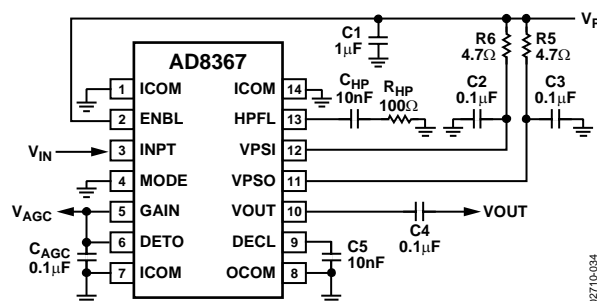 V_P
R6
4.7Ω
R5
4.7Ω
C1
1μF
AD8367
C_HP
10nF
R_HP
100Ω
C2
0.1μF
C3
0.1μF
1 ICOM ICOM 14
2 ENBL HPFL 13
V_IN 3 INPT VPSI 12
4 MODE VPSO 11
V_AGC 5 GAIN VOUT 10 VOUT
C4
0.1μF
6 DETO DECL 9
C_AGC
0.1μF
C5
10nF
7 ICOM OCOM 8
02710-034